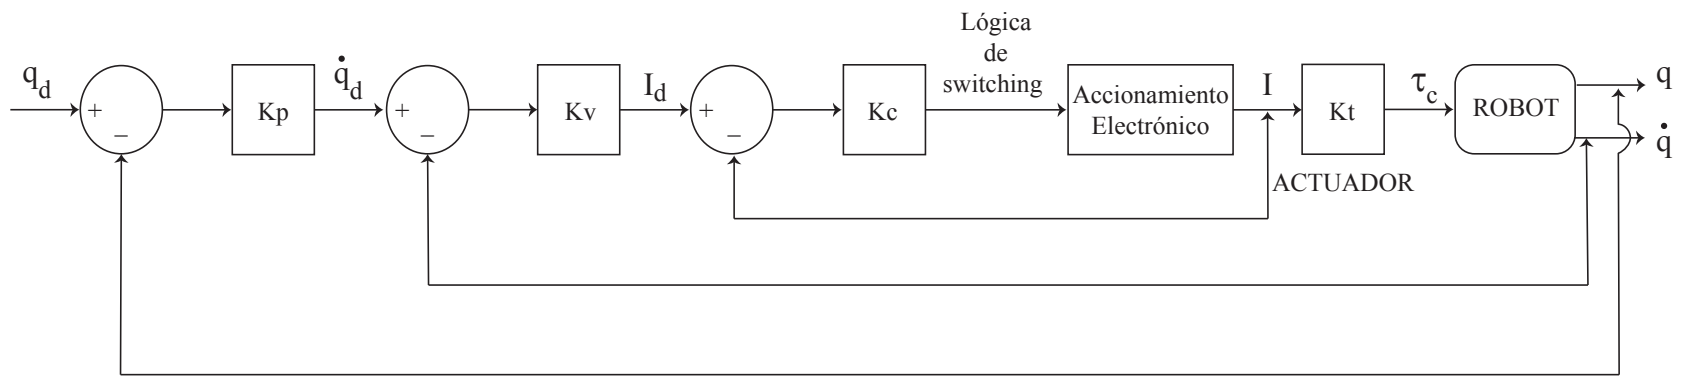 q_d
+
−
Kp
q̇_d
+
−
Kv
I_d
+
−
Kc
Lógica
de
switching
Accionamiento
Electrónico
I
Kt
τ_c
ROBOT
q
q̇
ACTUADOR